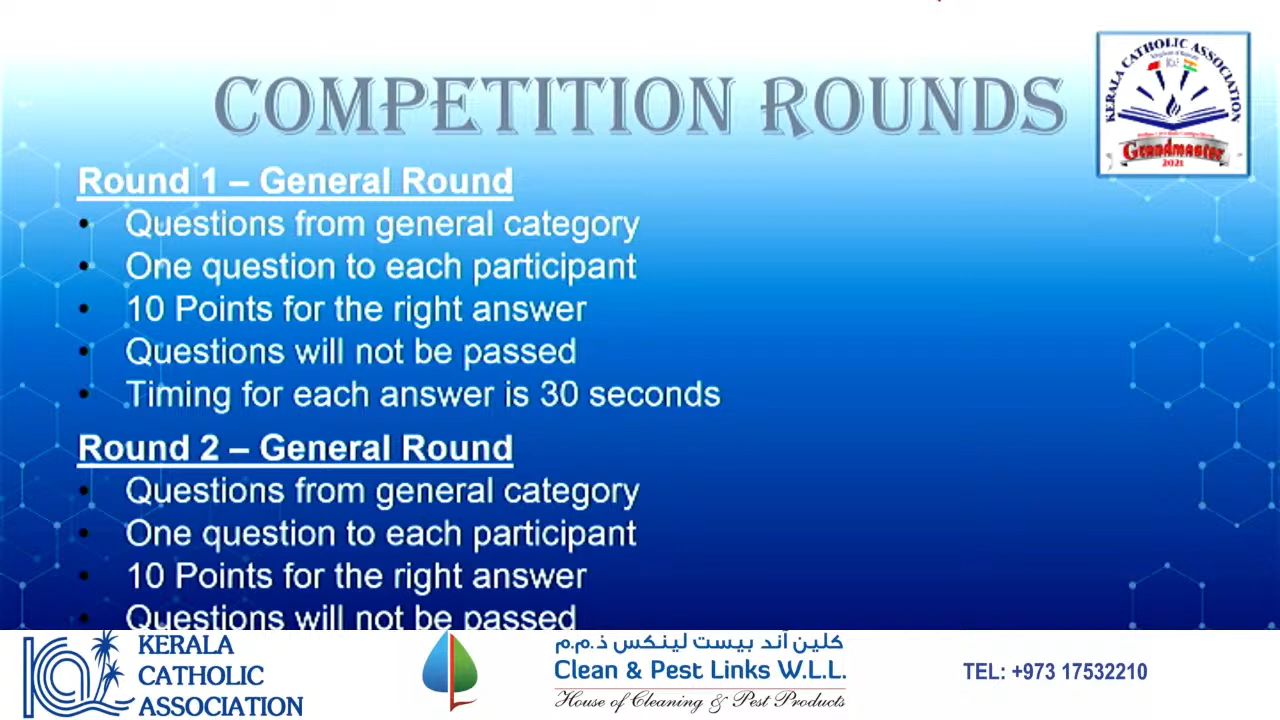 COMPETITION ROUNDS
KERALA CATHOLIC ASSOCIATION
Grandmaster
2021
Round 1 – General Round
• Questions from general category
• One question to each participant
• 10 Points for the right answer
• Questions will not be passed
• Timing for each answer is 30 seconds
Round 2 – General Round
• Questions from general category
• One question to each participant
• 10 Points for the right answer
• Questions will not be passed
KCA
KERALA
CATHOLIC
ASSOCIATION
كلين آند بيست لينكس ذ.م.م
Clean & Pest Links W.L.L.
House of Cleaning & Pest Products
TEL: +973 17532210